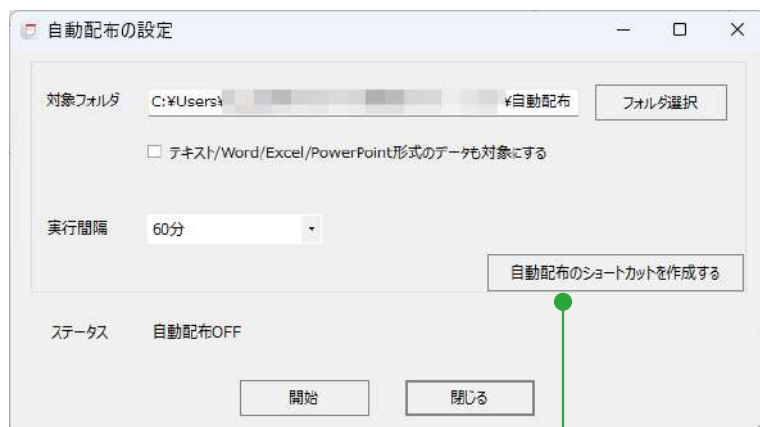 自動配布の設定
対象フォルダ C:¥Users¥ ¥自動配布 フォルダ選択
テキスト/Word/Excel/PowerPoint形式のデータも対象にする
実行間隔 60分
自動配布のショートカットを作成する
ステータス 自動配布OFF
開始 閉じる